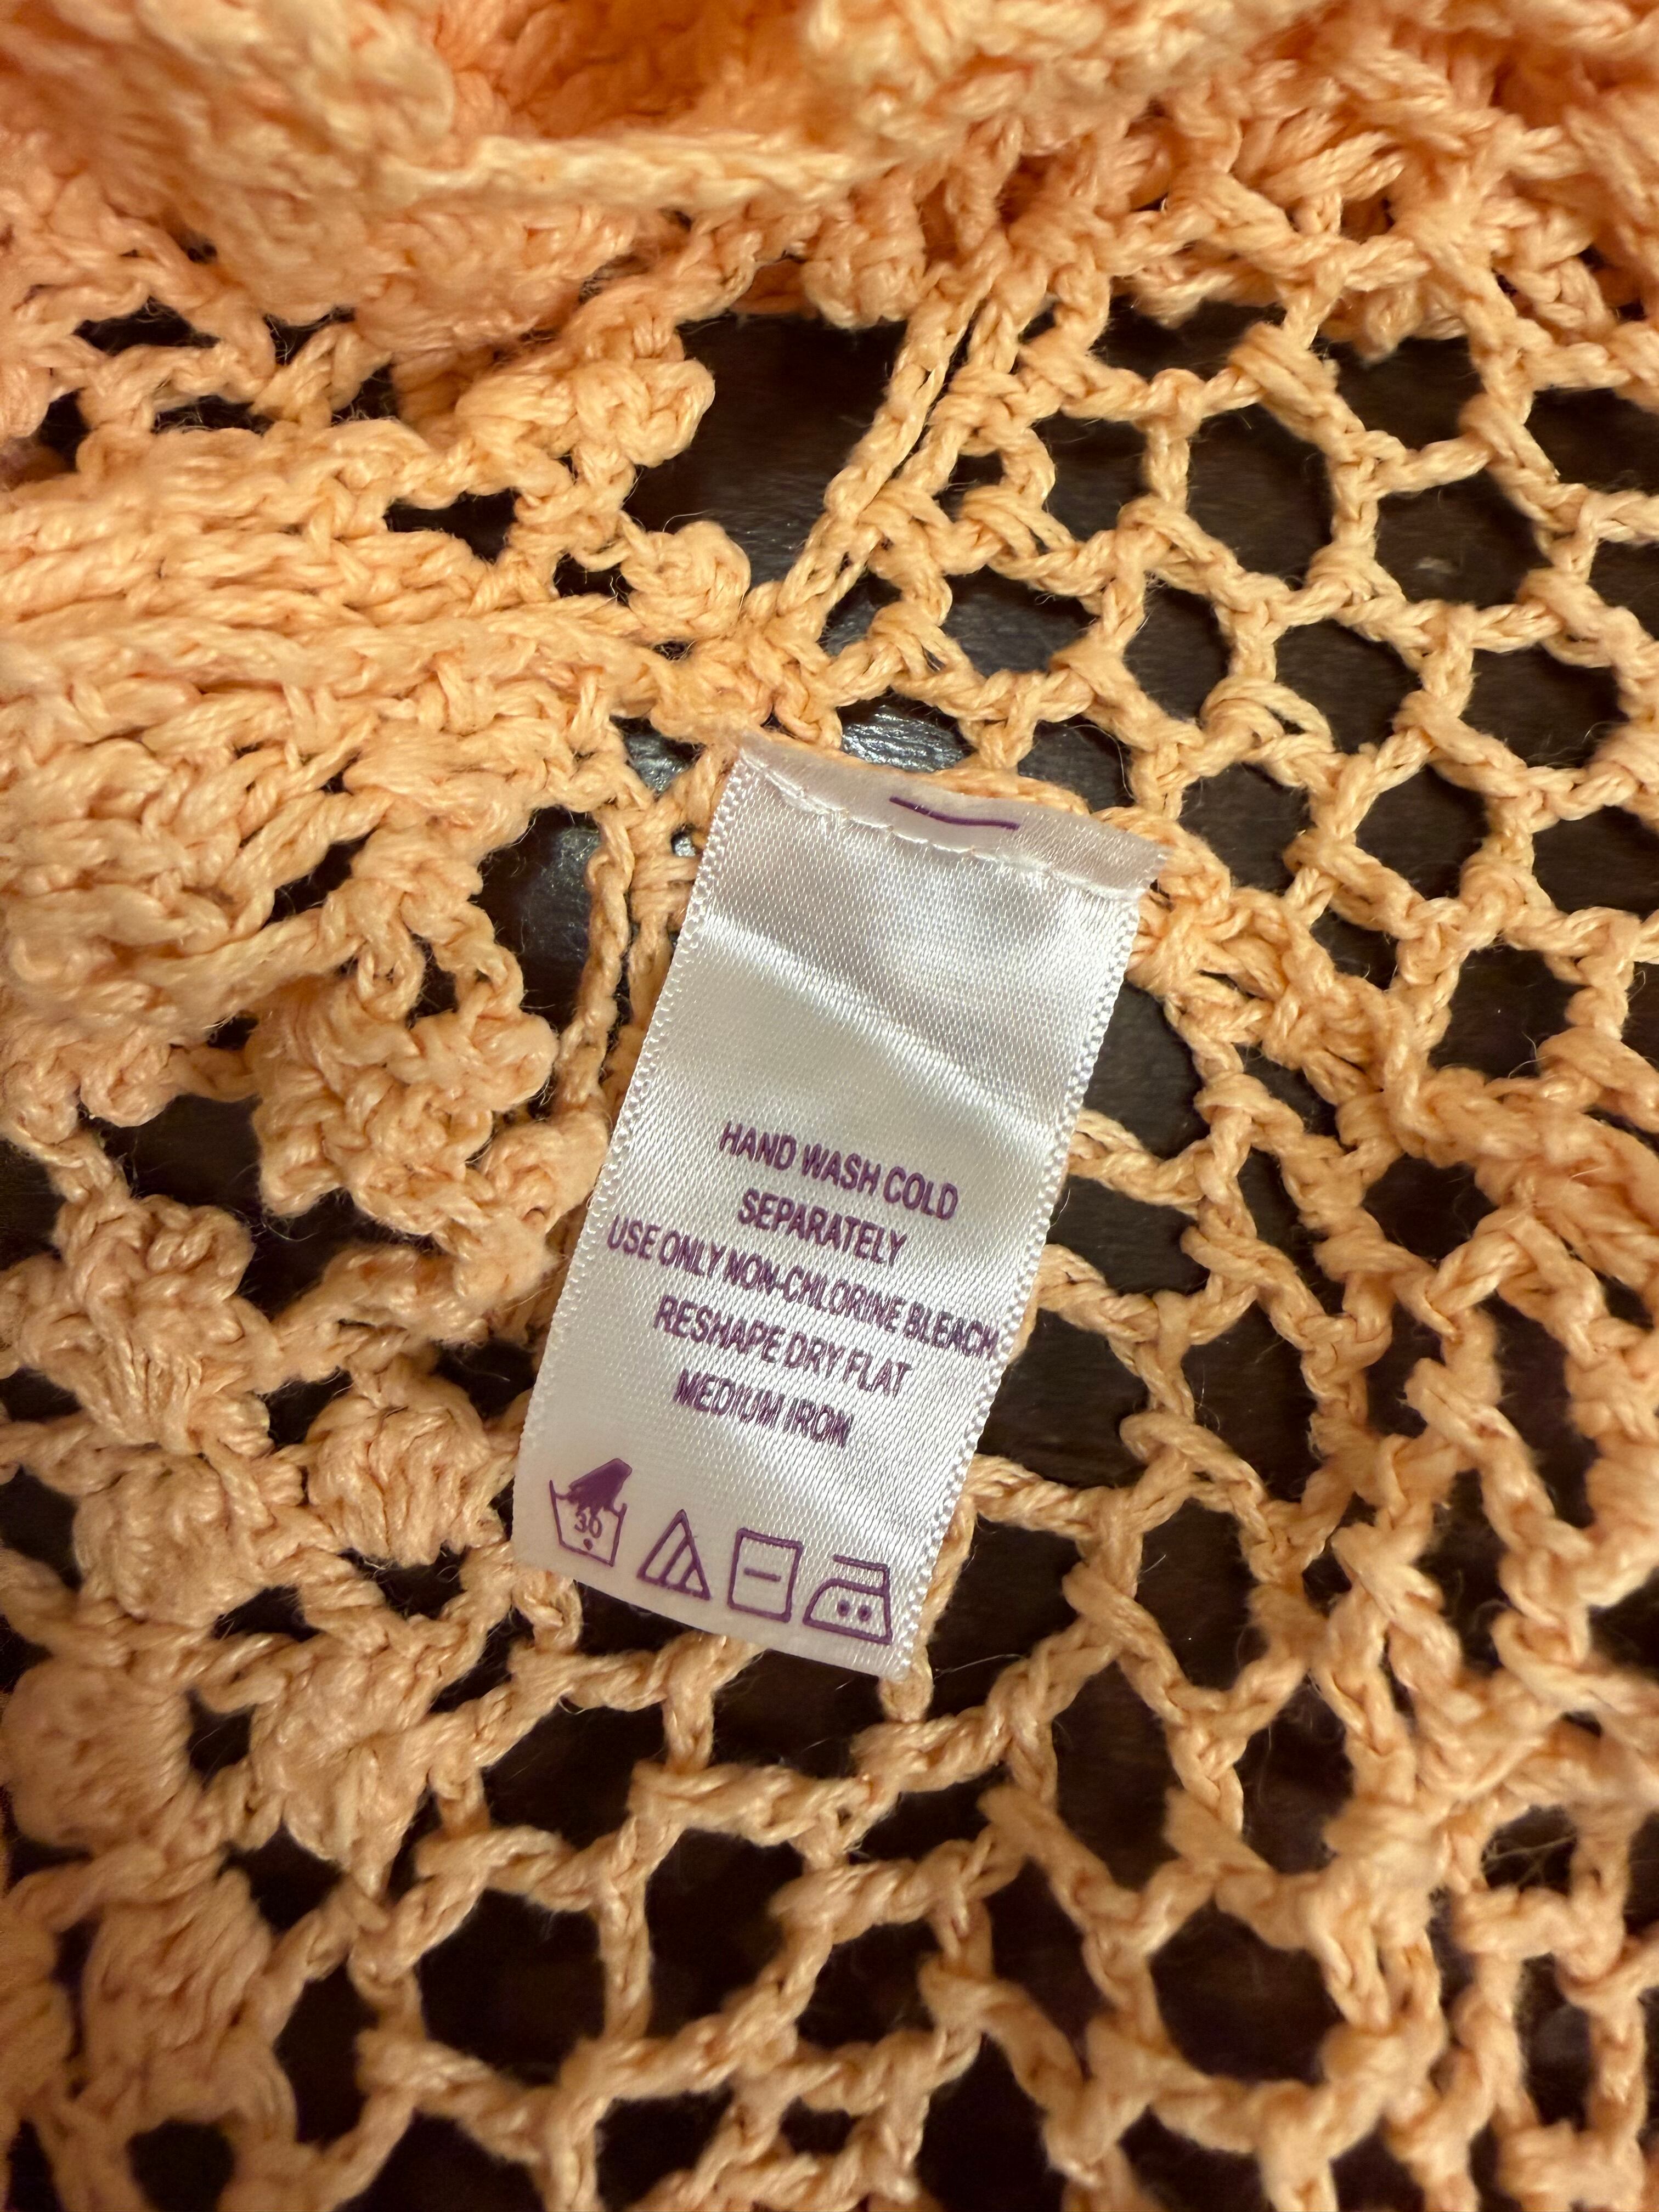 HAND WASH COLD
SEPARATELY
USE ONLY NON-CHLORINE BLEACH
RESHAPE DRY FLAT
MEDIUM IRON
30